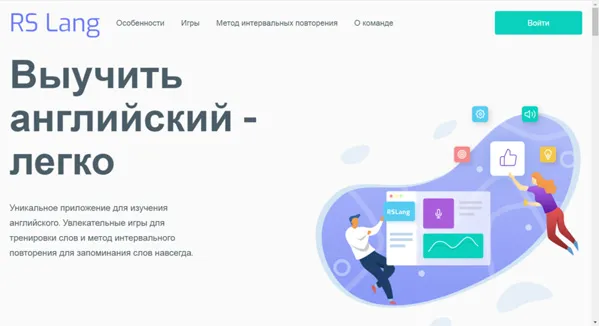 RS Lang
Особенности
Игры
Метод интервальных повторения
О команде
Войти
Выучить
английский -
легко
Уникальное приложение для изучения
английского. Увлекательные игры для
тренировки слов и метод интервального
повторения для запоминания слов навсегда.
RSLang